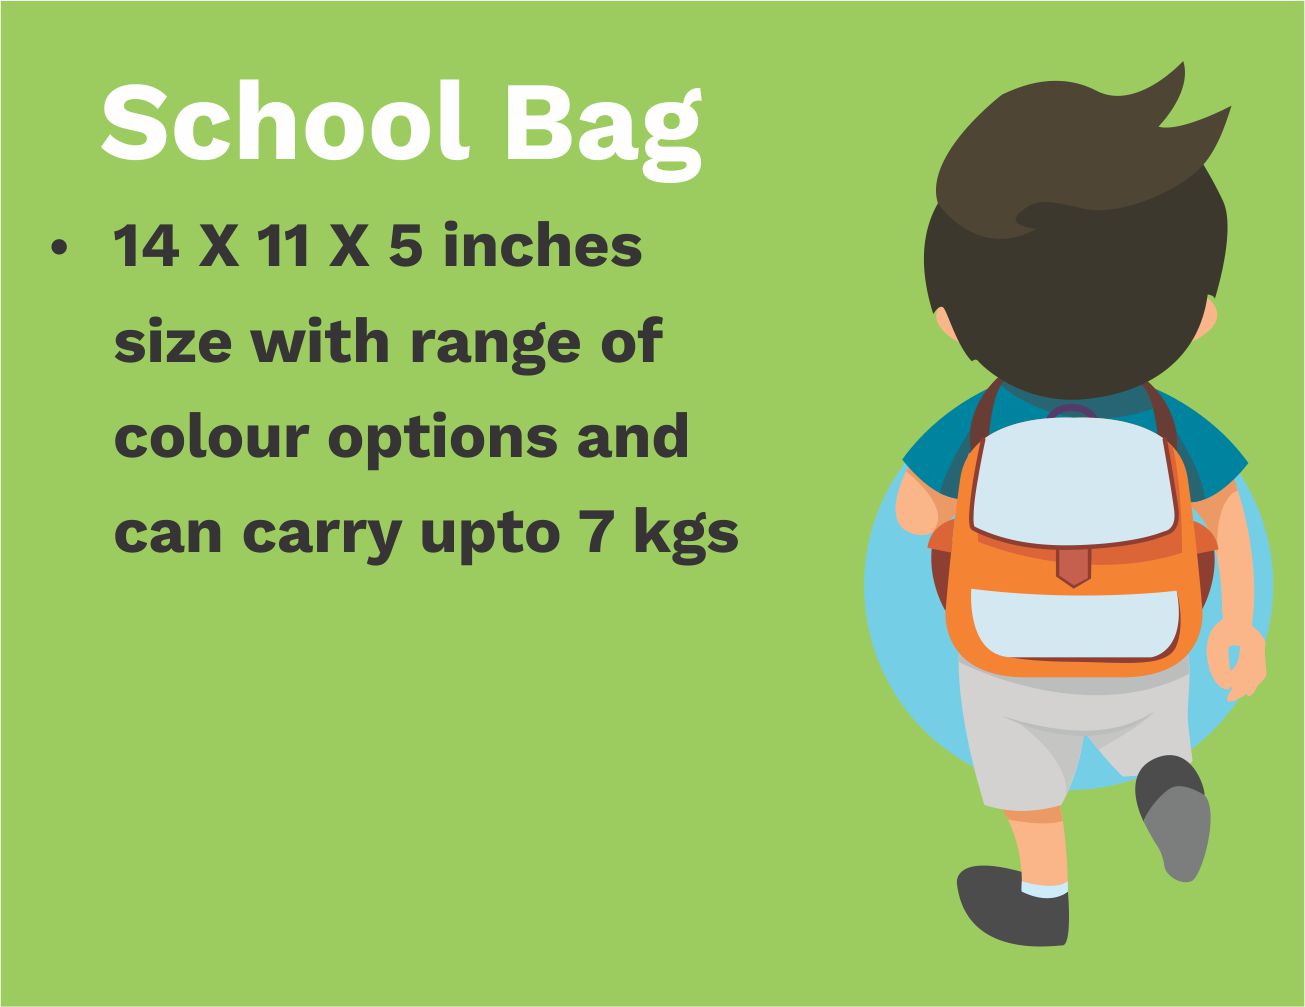 School Bag
• 14 X 11 X 5 inches
size with range of
colour options and
can carry upto 7 kgs